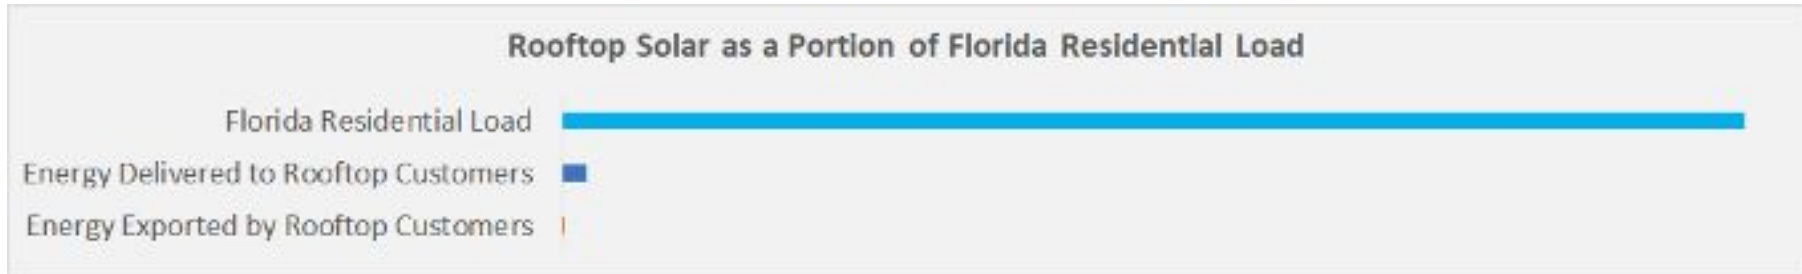 Rooftop Solar as a Portion of Florida Residential Load
Florida Residential Load
Energy Delivered to Rooftop Customers
Energy Exported by Rooftop Customers